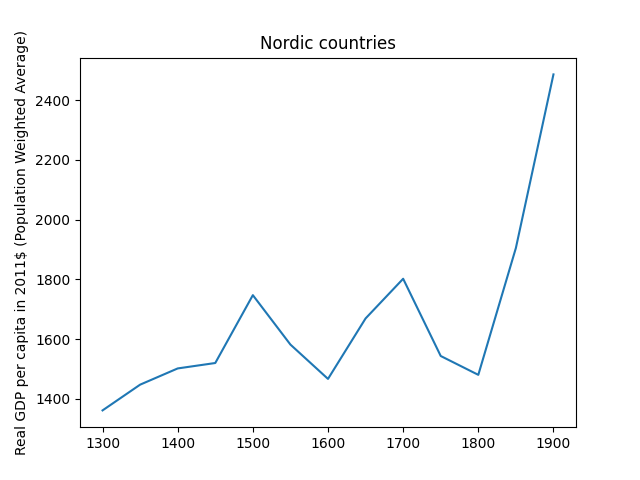 Nordic countries
Real GDP per capita in 2011$ (Population Weighted Average)
2400
2200
2000
1800
1600
1400
1300 1400 1500 1600 1700 1800 1900